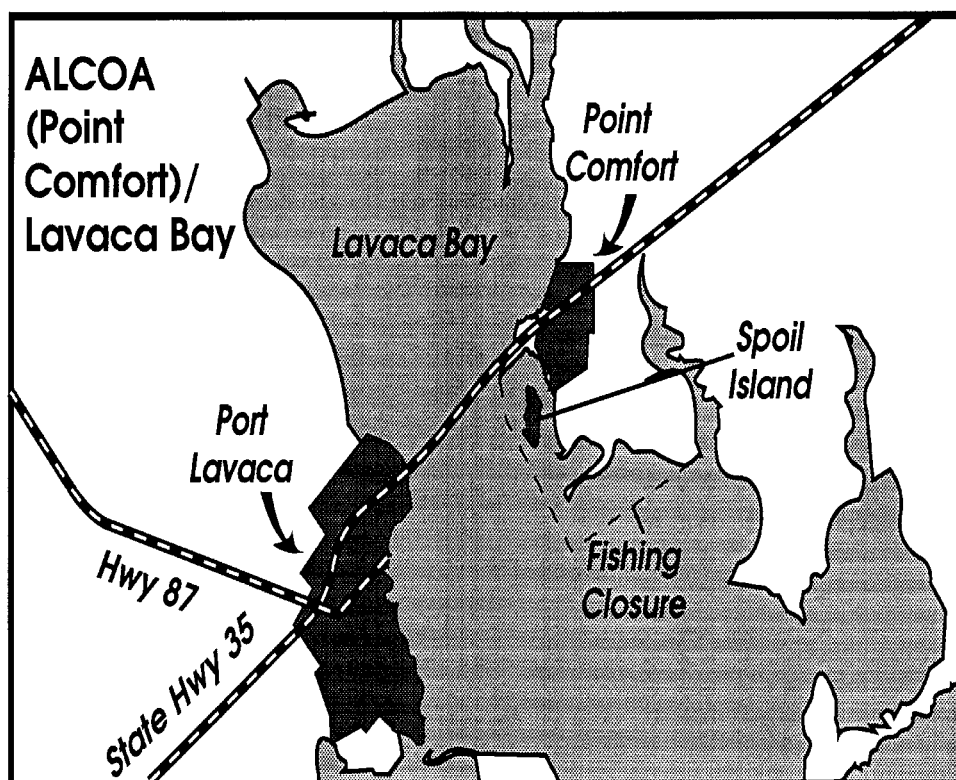 ALCOA
(Point
Comfort)/
Lavaca Bay
Point
Comfort
Lavaca Bay
Spoil
Island
Port
Lavaca
Fishing
Closure
Hwy 87
State Hwy 35